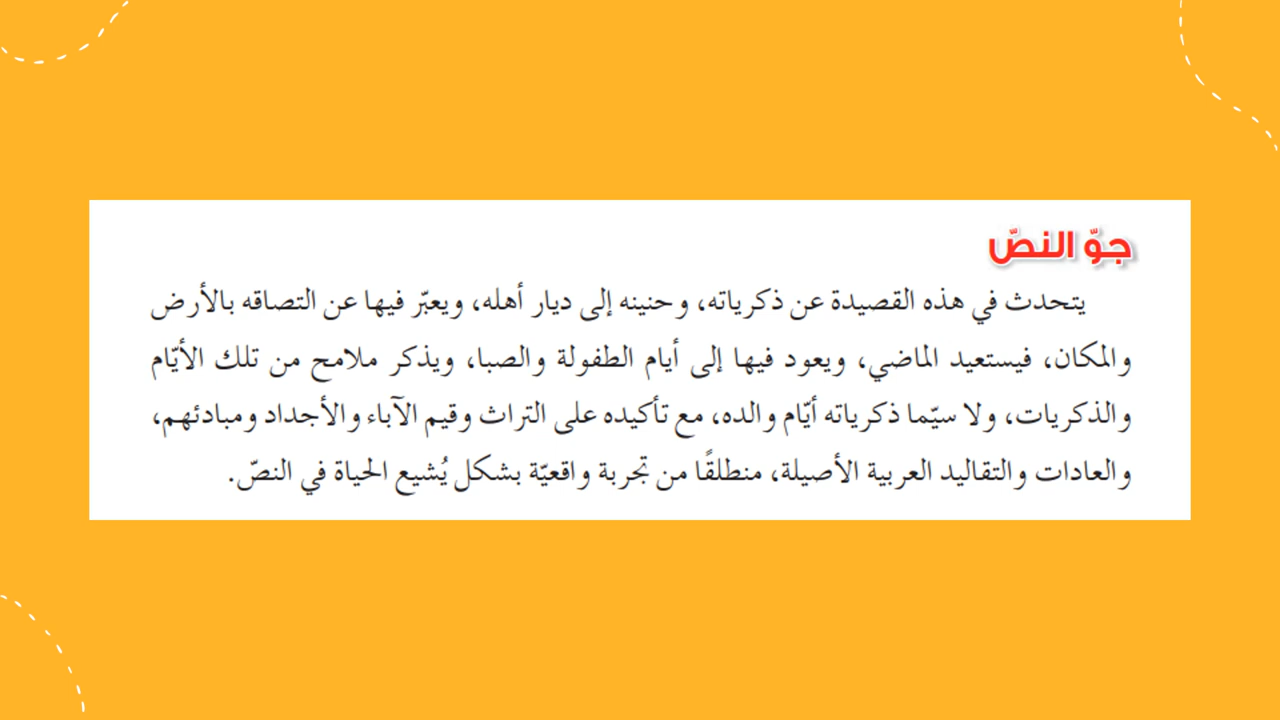 جوّ النصّ
يتحدث في هذه القصيدة عن ذكرياته، وحنينه إلى ديار أهله، ويعبّر فيها عن التصاقه بالأرض
والمكان، فيستعيد الماضي، ويعود فيها إلى أيام الطفولة والصبا، ويذكر ملامح من تلك الأيّام
والذكريات، ولا سيّما ذكرياته أيّام والده، مع تأكيده على التراث وقيم الآباء والأجداد ومبادئهم،
والعادات والتقاليد العربية الأصيلة، منطلقًا من تجربة واقعيّة بشكل يُشيع الحياة في النصّ.